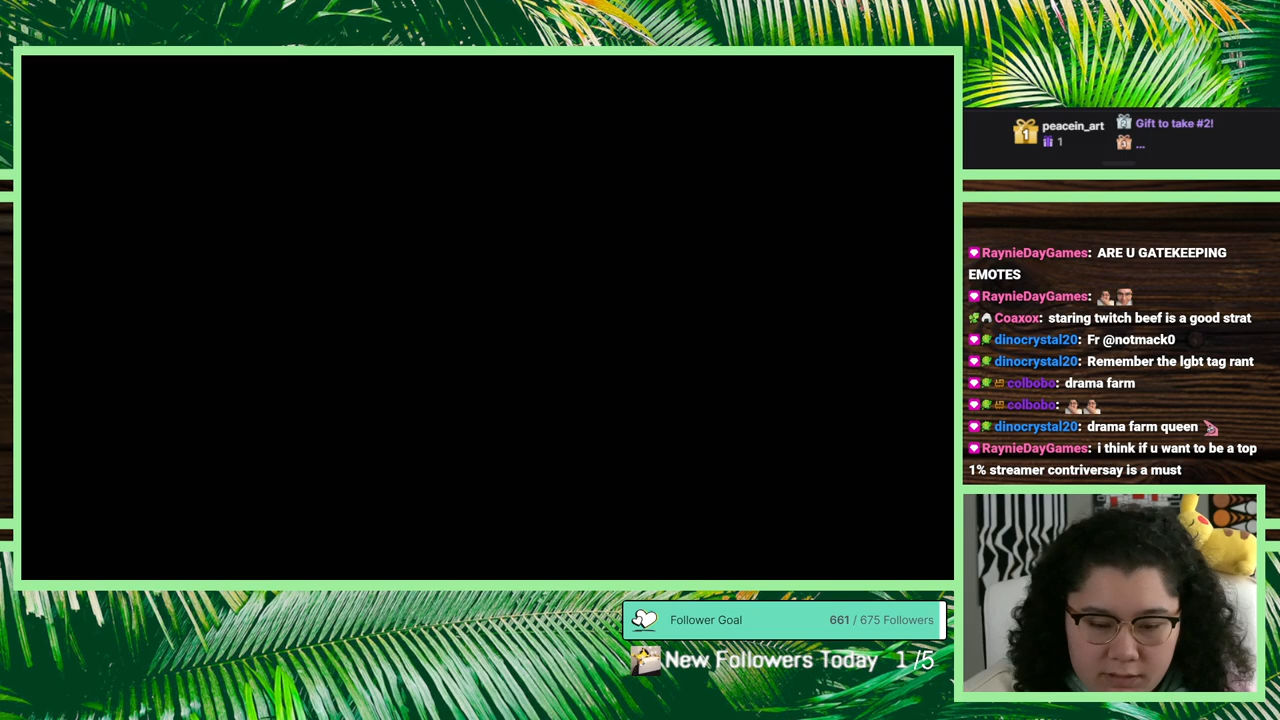 peacein_art
1
1
Gift to take #2!
...
RaynieDayGames: ARE U GATEKEEPING
EMOTES
RaynieDayGames:
Coaxox: staring twitch beef is a good strat
dinocrystal20: Fr @notmack0
dinocrystal20: Remember the lgbt tag rant
colbobo: drama farm
colbobo:
dinocrystal20: drama farm queen
RaynieDayGames: i think if u want to be a top
1% streamer contriversay is a must
Follower Goal 661 / 675 Followers
New Followers Today 1 /5